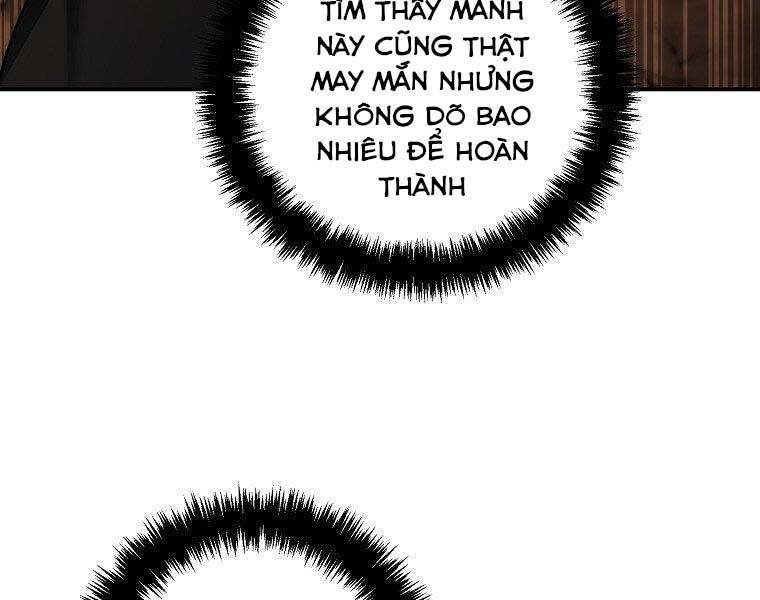 TÌM THẤY MẢNH
NÀY CŨNG THẬT
MAY MẮN NHƯNG
KHÔNG DÕ BAO
NHIÊU ĐỂ HOÀN
THÀNH